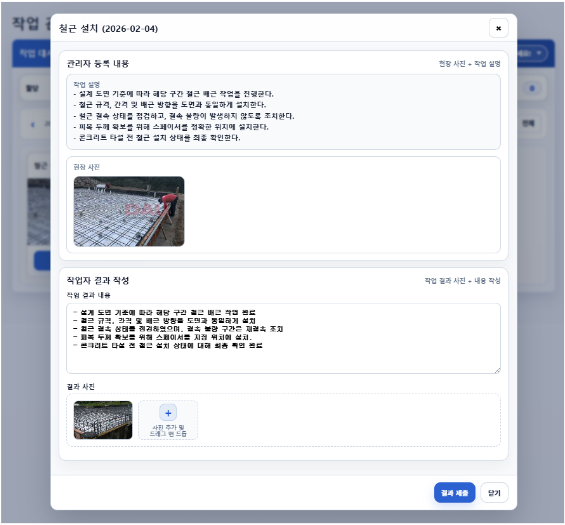 작업
작업 대
철근 설치 (2026-02-04)
×
관리자 등록 내용
현장 사진 + 작업 설명
작업 설명
- 설계 도면 기준에 따라 해당 구간 철근 배근 작업을 진행한다.
- 철근 규격, 간격 및 배근 방향을 도면과 동일하게 설치한다.
- 철근 결속 상태를 점검하고, 결속 불량이 발생하지 않도록 조치한다.
- 피복 두께 확보를 위해 스페이서를 정확한 위치에 설치한다.
- 콘크리트 타설 전 철근 설치 상태를 최종 확인한다.
현장 사진
작업자 결과 작성
작업 결과 사진 + 내용 작성
작업 결과 내용
- 설계 도면 기준에 따라 해당 구간 철근 배근 작업 완료
- 철근 규격, 간격 및 배근 방향을 도면과 동일하게 설치
- 철근 결속 상태를 점검하였으며, 결속 불량 구간은 재결속 조치
- 피복 두께 확보를 위해 스페이서를 지정 위치에 설치.
- 콘크리트 타설 전 철근 설치 상태에 대해 최종 확인 완료
결과 사진
+
사진 추가 및
드래그 앤 드롭
결과 제출
닫기